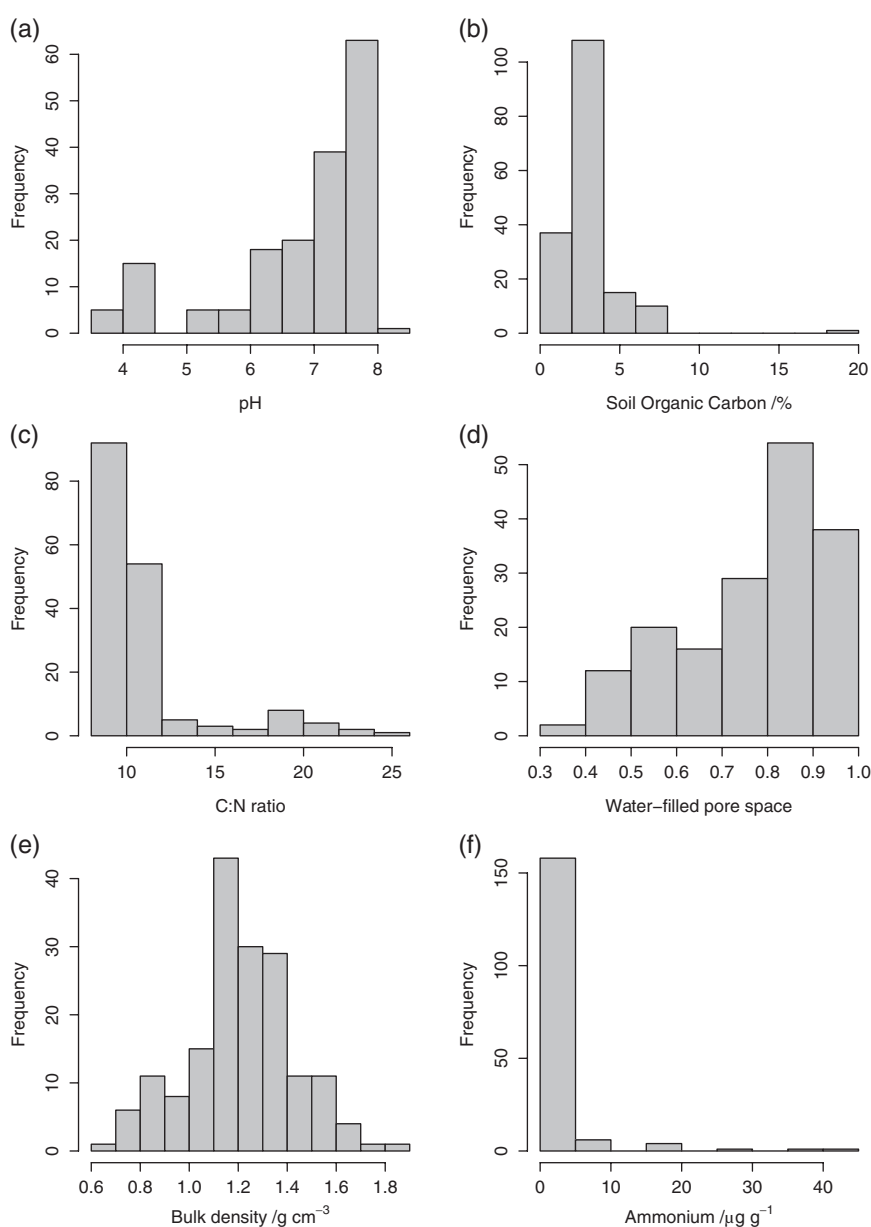 (a)
Frequency
0 10 20 30 40 50 60
4 5 6 7 8
pH
(b)
Frequency
0 20 40 60 80 100
0 5 10 15 20
Soil Organic Carbon /%
(c)
Frequency
0 20 40 60 80
10 15 20 25
C:N ratio
(d)
Frequency
0 10 20 30 40 50
0.3 0.4 0.5 0.6 0.7 0.8 0.9 1.0
Water–filled pore space
(e)
Frequency
0 10 20 30 40
0.6 0.8 1.0 1.2 1.4 1.6 1.8
Bulk density /g cm⁻³
(f)
Frequency
0 50 100 150
0 10 20 30 40
Ammonium /μg g⁻¹